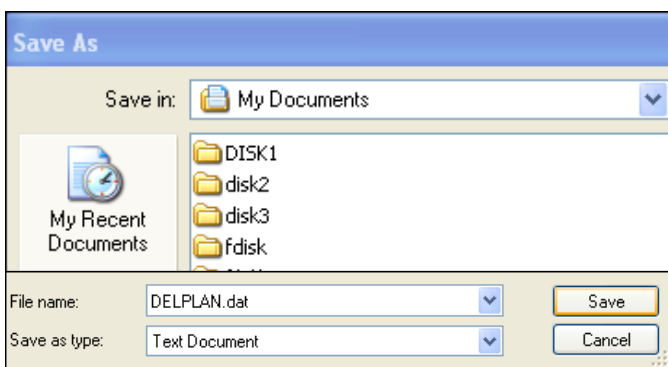 Save As
Save in: My Documents
DISK1
disk2
disk3
fdisk
My Recent
Documents
File name: DELPLAN.dat Save
Save as type: Text Document Cancel